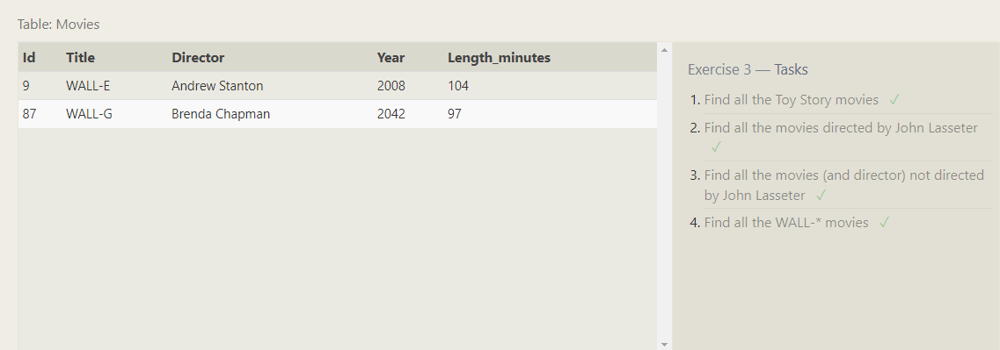 Table: Movies
Id Title Director Year Length_minutes
9 WALL-E Andrew Stanton 2008 104
87 WALL-G Brenda Chapman 2042 97
Exercise 3 — Tasks
1. Find all the Toy Story movies ✓
2. Find all the movies directed by John Lasseter
✓
3. Find all the movies (and director) not directed
by John Lasseter ✓
4. Find all the WALL-* movies ✓